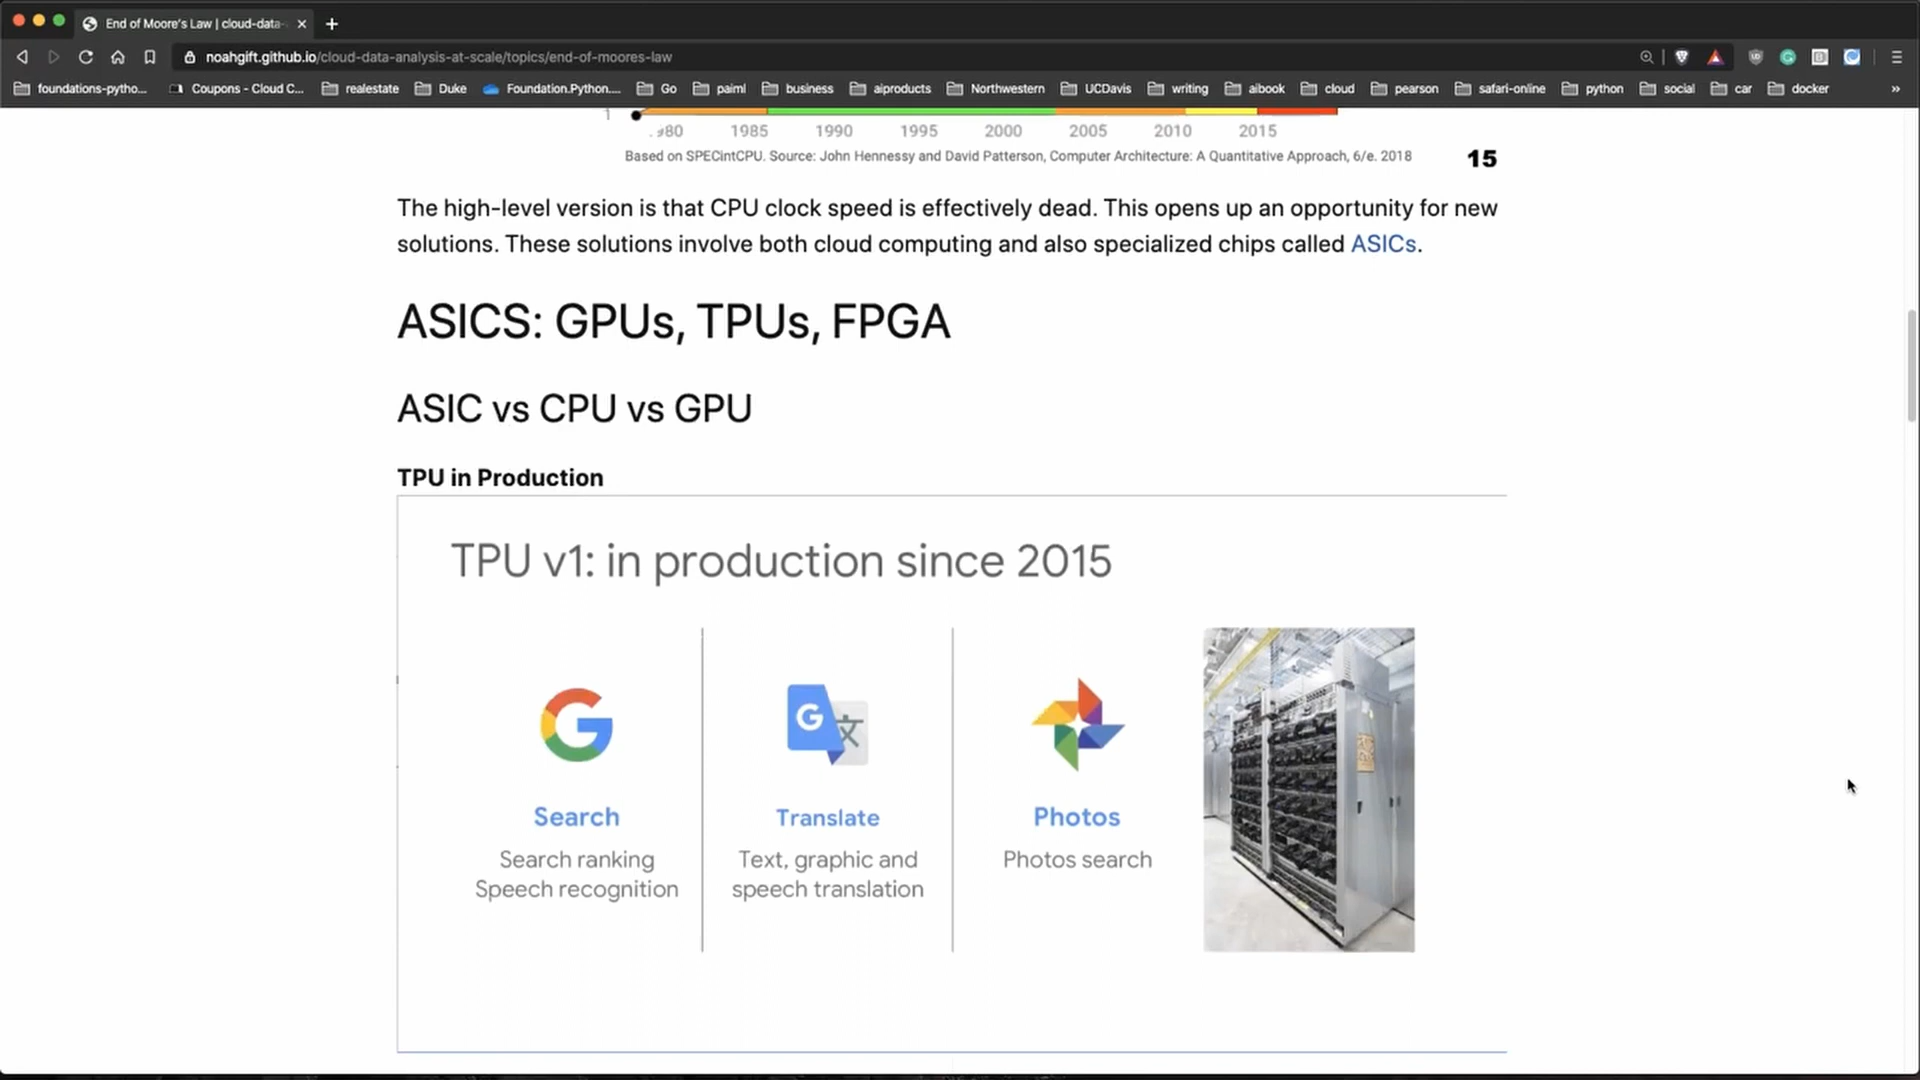 End of Moore's Law | cloud-data-
noahgift.github.io/cloud-data-analysis-at-scale/topics/end-of-moores-law
foundations-pytho... Coupons - Cloud C... realestate Duke Foundation.Python.... Go paiml business aiproducts Northwestern UCDavis writing aibook cloud pearson safari-online python social car docker »
1
1985 1990 1995 2000 2005 2010 2015
Based on SPECintCPU. Source: John Hennessy and David Patterson, Computer Architecture: A Quantitative Approach, 6/e. 2018
15
The high-level version is that CPU clock speed is effectively dead. This opens up an opportunity for new
solutions. These solutions involve both cloud computing and also specialized chips called ASICs.
ASICS: GPUs, TPUs, FPGA
ASIC vs CPU vs GPU
TPU in Production
TPU v1: in production since 2015
Search
Search ranking
Speech recognition
Translate
Text, graphic and
speech translation
Photos
Photos search